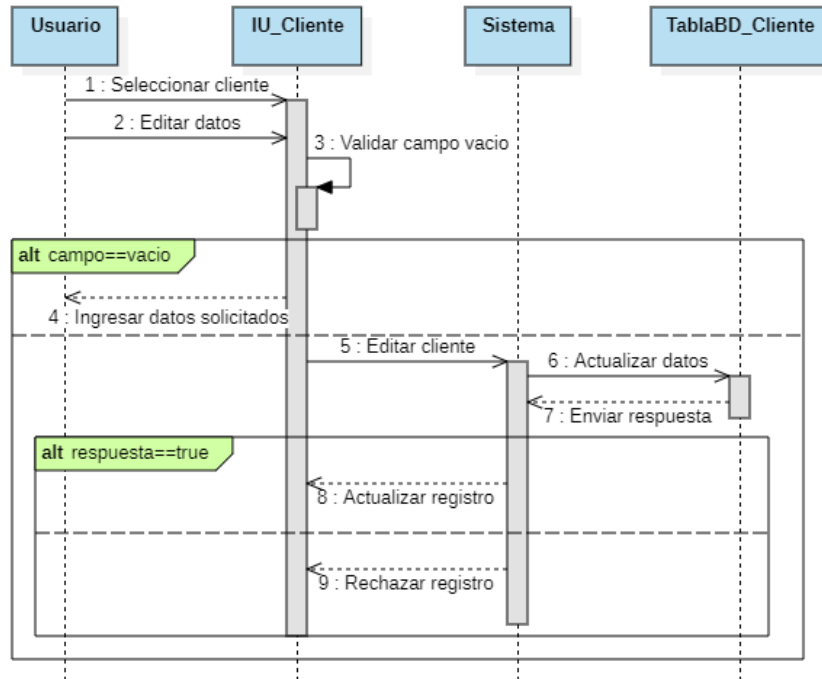 Usuario
IU_Cliente
Sistema
TablaBD_Cliente
1 : Seleccionar cliente
2 : Editar datos
3 : Validar campo vacio
alt campo==vacio
4 : Ingresar datos solicitados
5 : Editar cliente
6 : Actualizar datos
7 : Enviar respuesta
alt respuesta==true
8 : Actualizar registro
9 : Rechazar registro